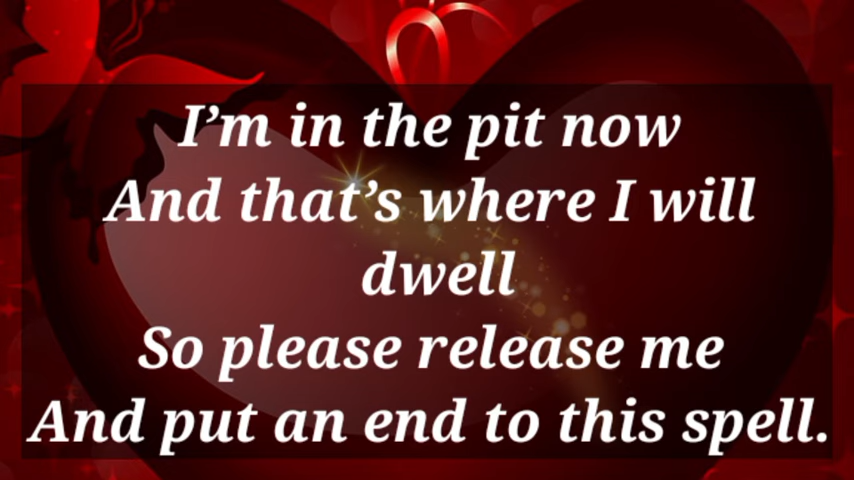 I’m in the pit now
And that’s where I will
dwell
So please release me
And put an end to this spell.